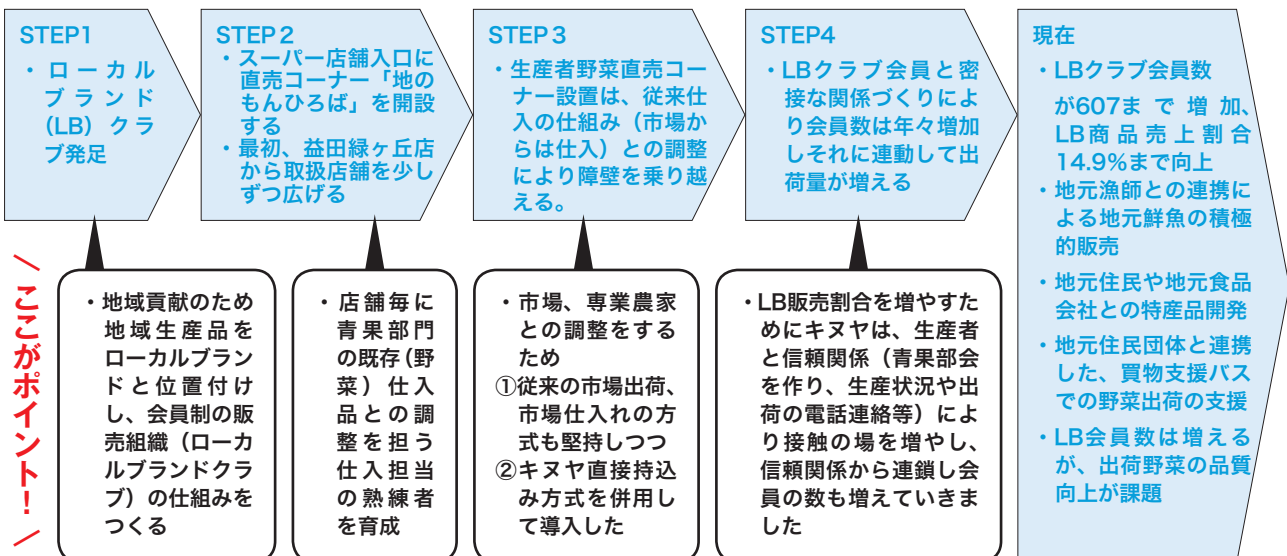 STEP1
・ローカル
ブランド
(LB)クラ
ブ発足
STEP2
・スーパー店舗入口に
直売コーナー「地の
もんひろば」を開設
する
・最初、益田緑ヶ丘店
から取扱店舗を少し
ずつ広げる
STEP3
・生産者野菜直売コー
ナー設置は、従来仕
入の仕組み(市場か
らは仕入)との調整
により障壁を乗り越
える。
STEP4
・LBクラブ会員と密
接な関係づくりによ
り会員数は年々増加
しそれに連動して出
荷量が増える
現在
・LBクラブ会員数
が607まで増加、
LB商品売上割合
14.9%まで向上
・地元漁師との連携に
よる地元鮮魚の積極
的販売
・地元住民や地元食品
会社との特産品開発
・地元住民団体と連携
した、買物支援バス
での野菜出荷の支援
・LB会員数は増える
が、出荷野菜の品質
向上が課題
ここがポイント!
・地域貢献のため
地域生産品を
ローカルブラン
ドと位置付け
し、会員制の販
売組織(ローカ
ルブランドクラ
ブ)の仕組みを
つくる
・店舗毎に
青果部門
の既存(野
菜)仕入
品との調
整を担う
仕入担当
の熟練者
を育成
・市場、専業農家
との調整をする
ため
①従来の市場出荷、
市場仕入れの方
式も堅持しつつ
②キヌヤ直接持込
み方式を併用し
て導入した
・LB販売割合を増やすた
めにキヌヤは、生産者
と信頼関係(青果部会
を作り、生産状況や出
荷の電話連絡等)によ
り接触の場を増やし、
信頼関係から連鎖し会
員の数も増えていきま
した